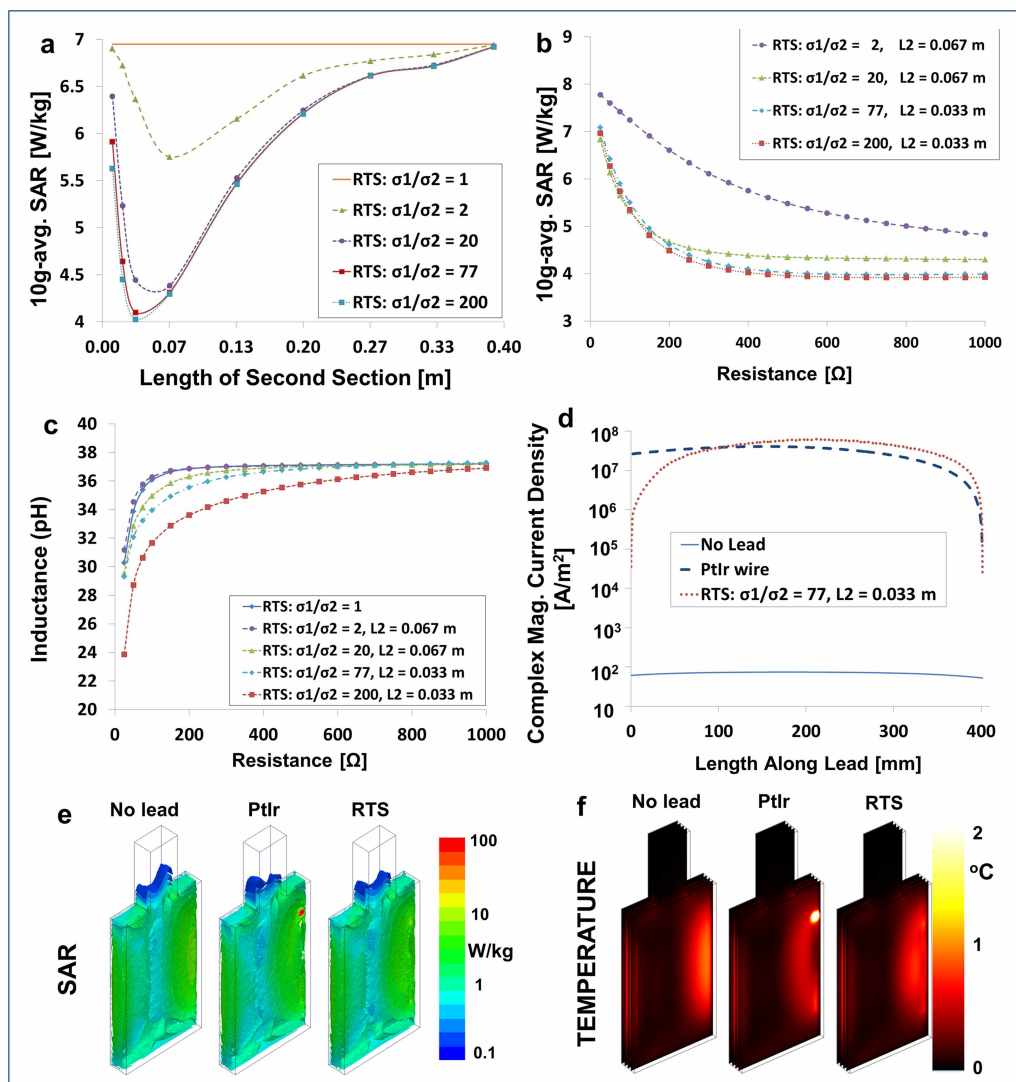 a
7
6.5
6
5.5
5
4.5
4
10g-avg. SAR [W/kg]
RTS: σ1/σ2 = 1
RTS: σ1/σ2 = 2
RTS: σ1/σ2 = 20
RTS: σ1/σ2 = 77
RTS: σ1/σ2 = 200
0.00 0.07 0.13 0.20 0.27 0.33 0.40
Length of Second Section [m]
b
9
8
7
6
5
4
3
10g-avg. SAR [W/kg]
RTS: σ1/σ2 = 2, L2 = 0.067 m
RTS: σ1/σ2 = 20, L2 = 0.067 m
RTS: σ1/σ2 = 77, L2 = 0.033 m
RTS: σ1/σ2 = 200, L2 = 0.033 m
0 200 400 600 800 1000
Resistance [Ω]
c
40
38
36
34
32
30
28
26
24
22
20
Inductance (pH)
RTS: σ1/σ2 = 1
RTS: σ1/σ2 = 2, L2 = 0.067 m
RTS: σ1/σ2 = 20, L2 = 0.067 m
RTS: σ1/σ2 = 77, L2 = 0.033 m
RTS: σ1/σ2 = 200, L2 = 0.033 m
0 200 400 600 800 1000
Resistance [Ω]
d
10⁸
10⁷
10⁶
10⁵
10⁴
10³
10²
10
Complex Mag. Current Density
[A/m²]
No Lead
PtIr wire
RTS: σ1/σ2 = 77, L2 = 0.033 m
0 100 200 300 400
Length Along Lead [mm]
e
No lead PtIr RTS
SAR
100
10
W/kg
1
0.1
f
No lead PtIr RTS
TEMPERATURE
2
°C
1
0